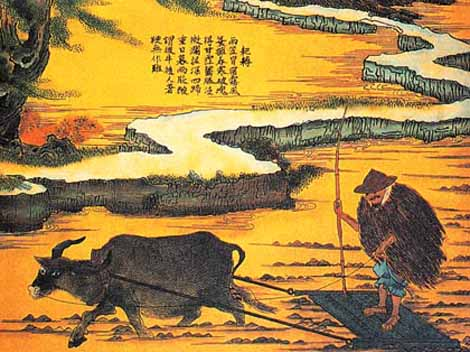 耙耨
雨笠冒宿霧風
蓑擁春寒破塊
得甘霪齧塍浸
微瀾泥深四蹄
重日暮兩股酸
謂彼牛後人著
鞭無作難